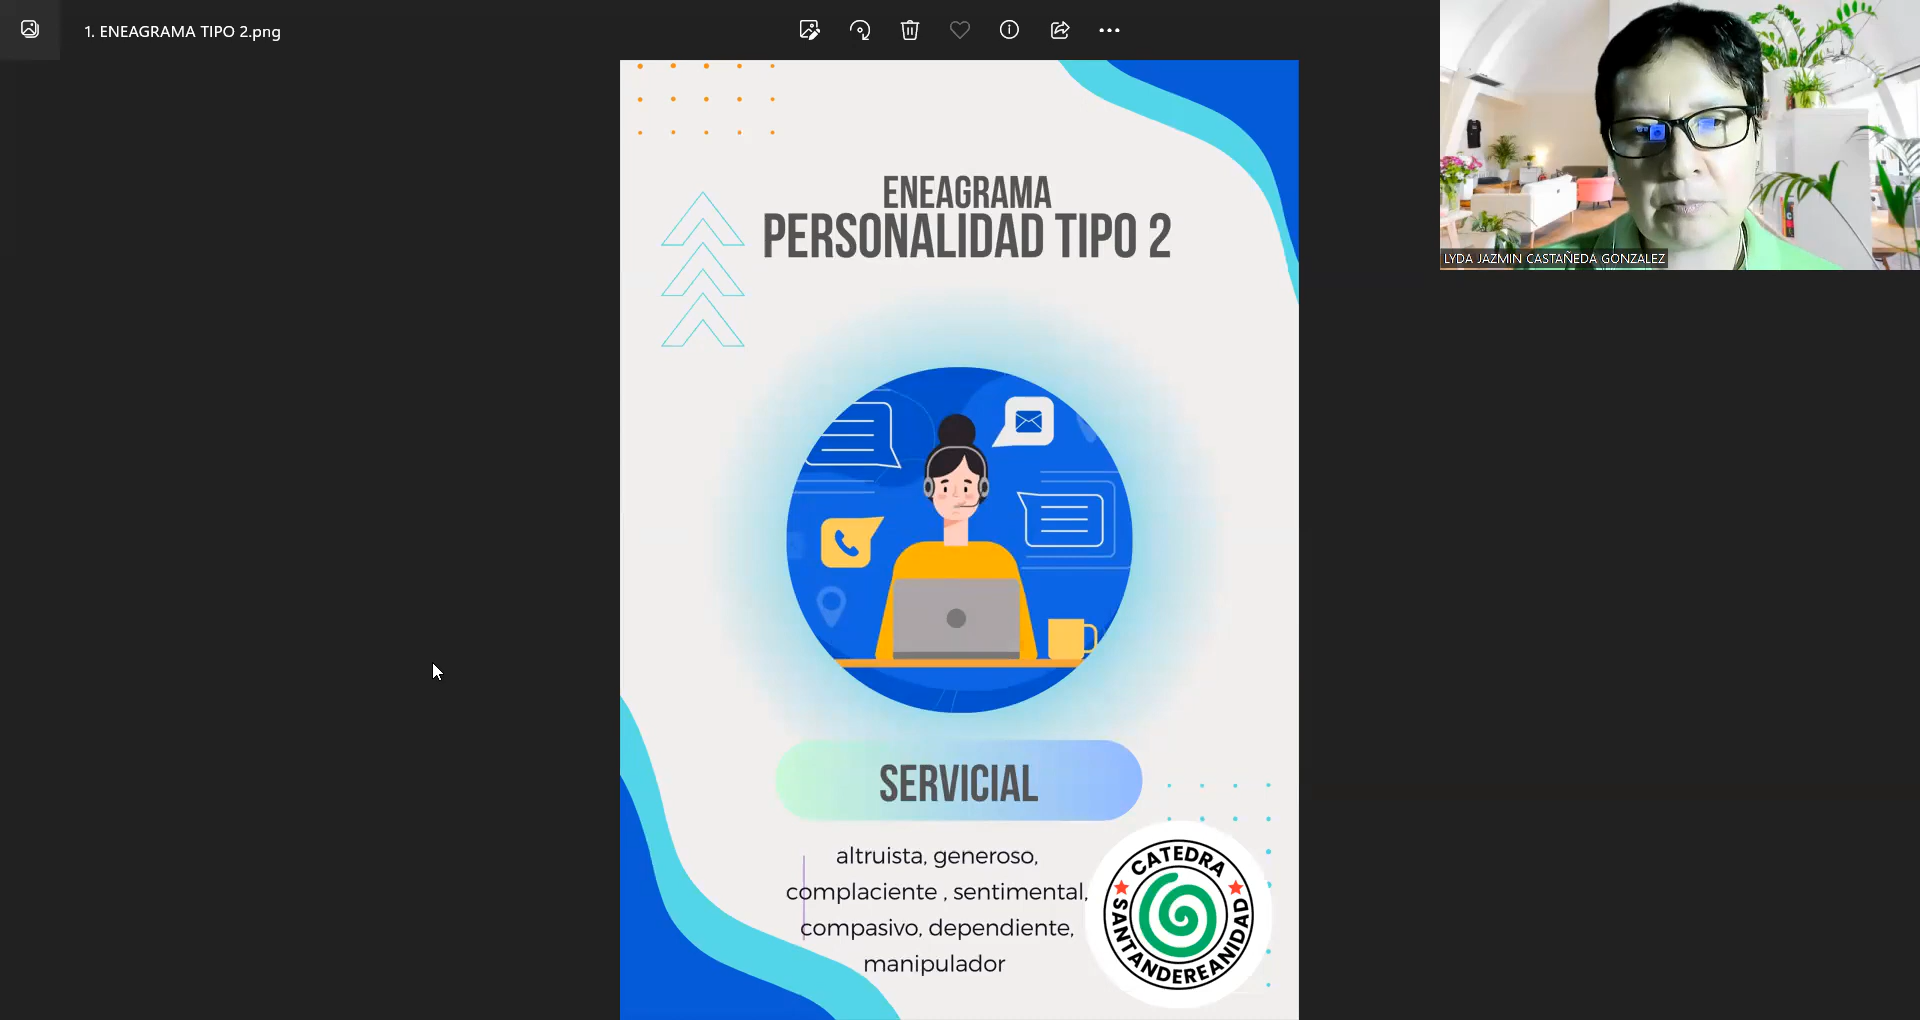 1. ENEAGRAMA TIPO 2.png
LYDA JAZMIN CASTAÑEDA GONZALEZ
ENEAGRAMA
PERSONALIDAD TIPO 2
SERVICIAL
altruista, generoso,
complaciente , sentimental,
compasivo, dependiente,
manipulador
CATEDRA
SANTANDEREANIDAD